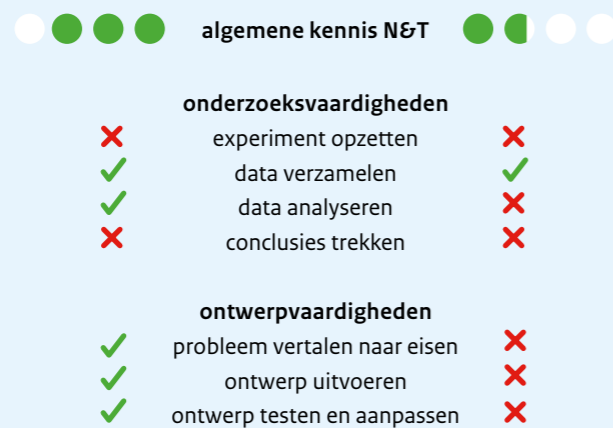 algemene kennis N&T
onderzoeksvaardigheden
experiment opzetten
data verzamelen
data analyseren
conclusies trekken
ontwerpvaardigheden
probleem vertalen naar eisen
ontwerp uitvoeren
ontwerp testen en aanpassen